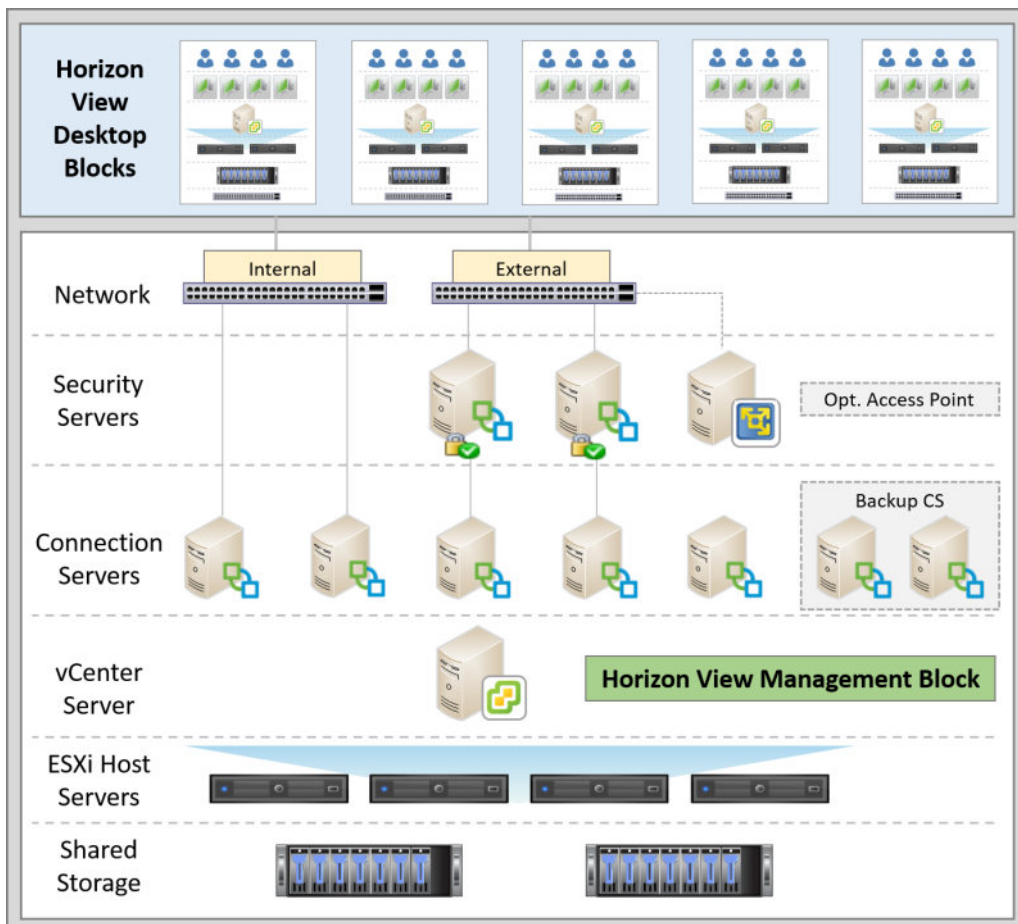 Horizon
View
Desktop
Blocks
Internal
External
Network
Security
Servers
Opt. Access Point
Backup CS
Connection
Servers
vCenter
Server
Horizon View Management Block
ESXi Host
Servers
Shared
Storage